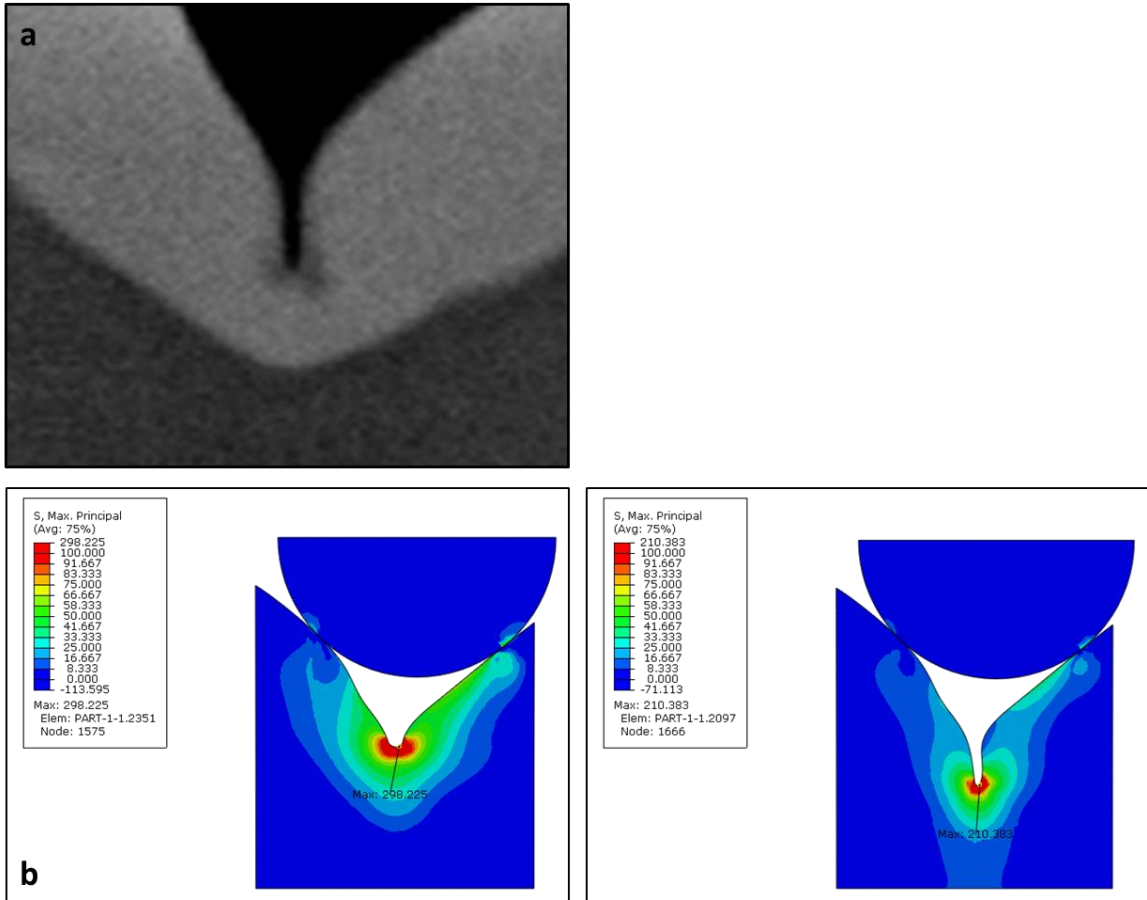 a
S, Max. Principal
(Avg: 75%)
298.225
100.000
91.667
83.333
75.000
66.667
58.333
50.000
41.667
33.333
25.000
16.667
8.333
0.000
-113.595
Max: 298.225
Elem: PART-1-1.2351
Node: 1575
Max: 298.225
b
S, Max. Principal
(Avg: 75%)
210.383
100.000
91.667
83.333
75.000
66.667
58.333
50.000
41.667
33.333
25.000
16.667
8.333
0.000
-71.113
Max: 210.383
Elem: PART-1-1.2097
Node: 1666
Max: 210.383